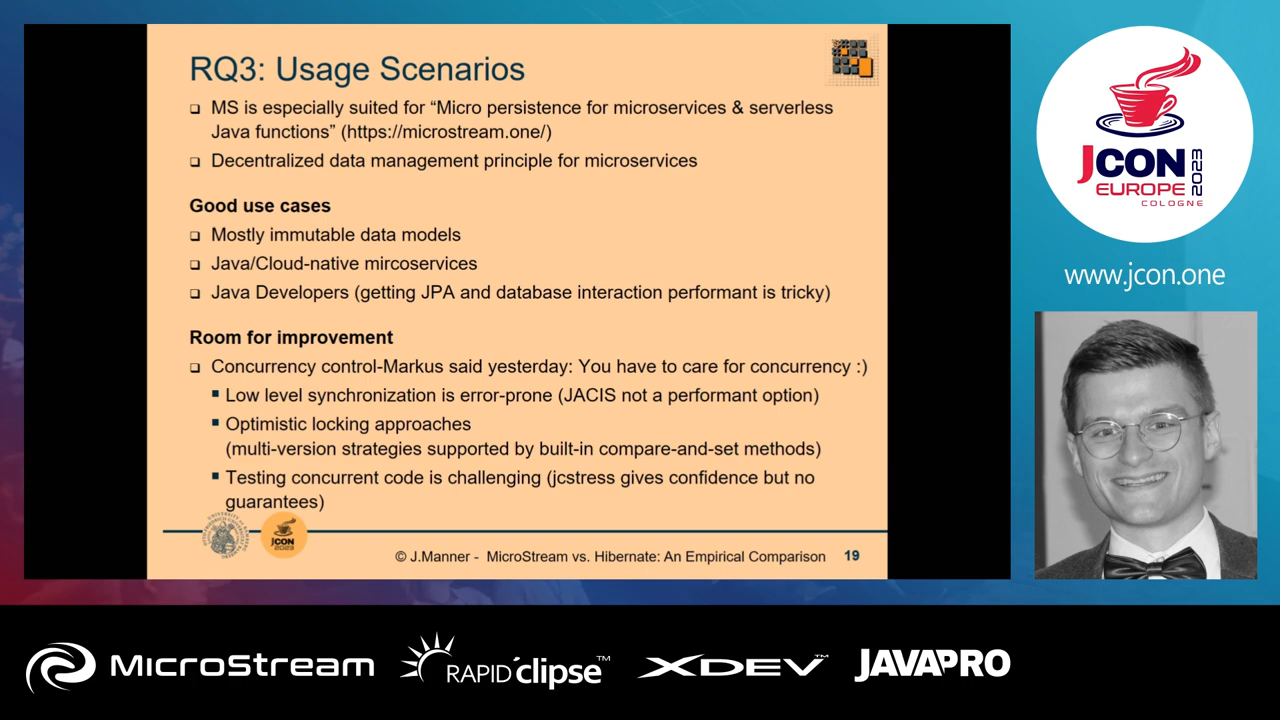 RQ3: Usage Scenarios
MS is especially suited for “Micro persistence for microservices & serverless
Java functions” (https://microstream.one/)
Decentralized data management principle for microservices
Good use cases
Mostly immutable data models
Java/Cloud-native mircoservices
Java Developers (getting JPA and database interaction performant is tricky)
Room for improvement
Concurrency control-Markus said yesterday: You have to care for concurrency :)
Low level synchronization is error-prone (JACIS not a performant option)
Optimistic locking approaches
(multi-version strategies supported by built-in compare-and-set methods)
Testing concurrent code is challenging (jcstress gives confidence but no
guarantees)
JCON
2023
© J.Manner - MicroStream vs. Hibernate: An Empirical Comparison 19
JCON
EUROPE
2023
COLOGNE
www.jcon.one
MICROSTREAM
RAPIDclipse™
XDEV™
JAVAPRO